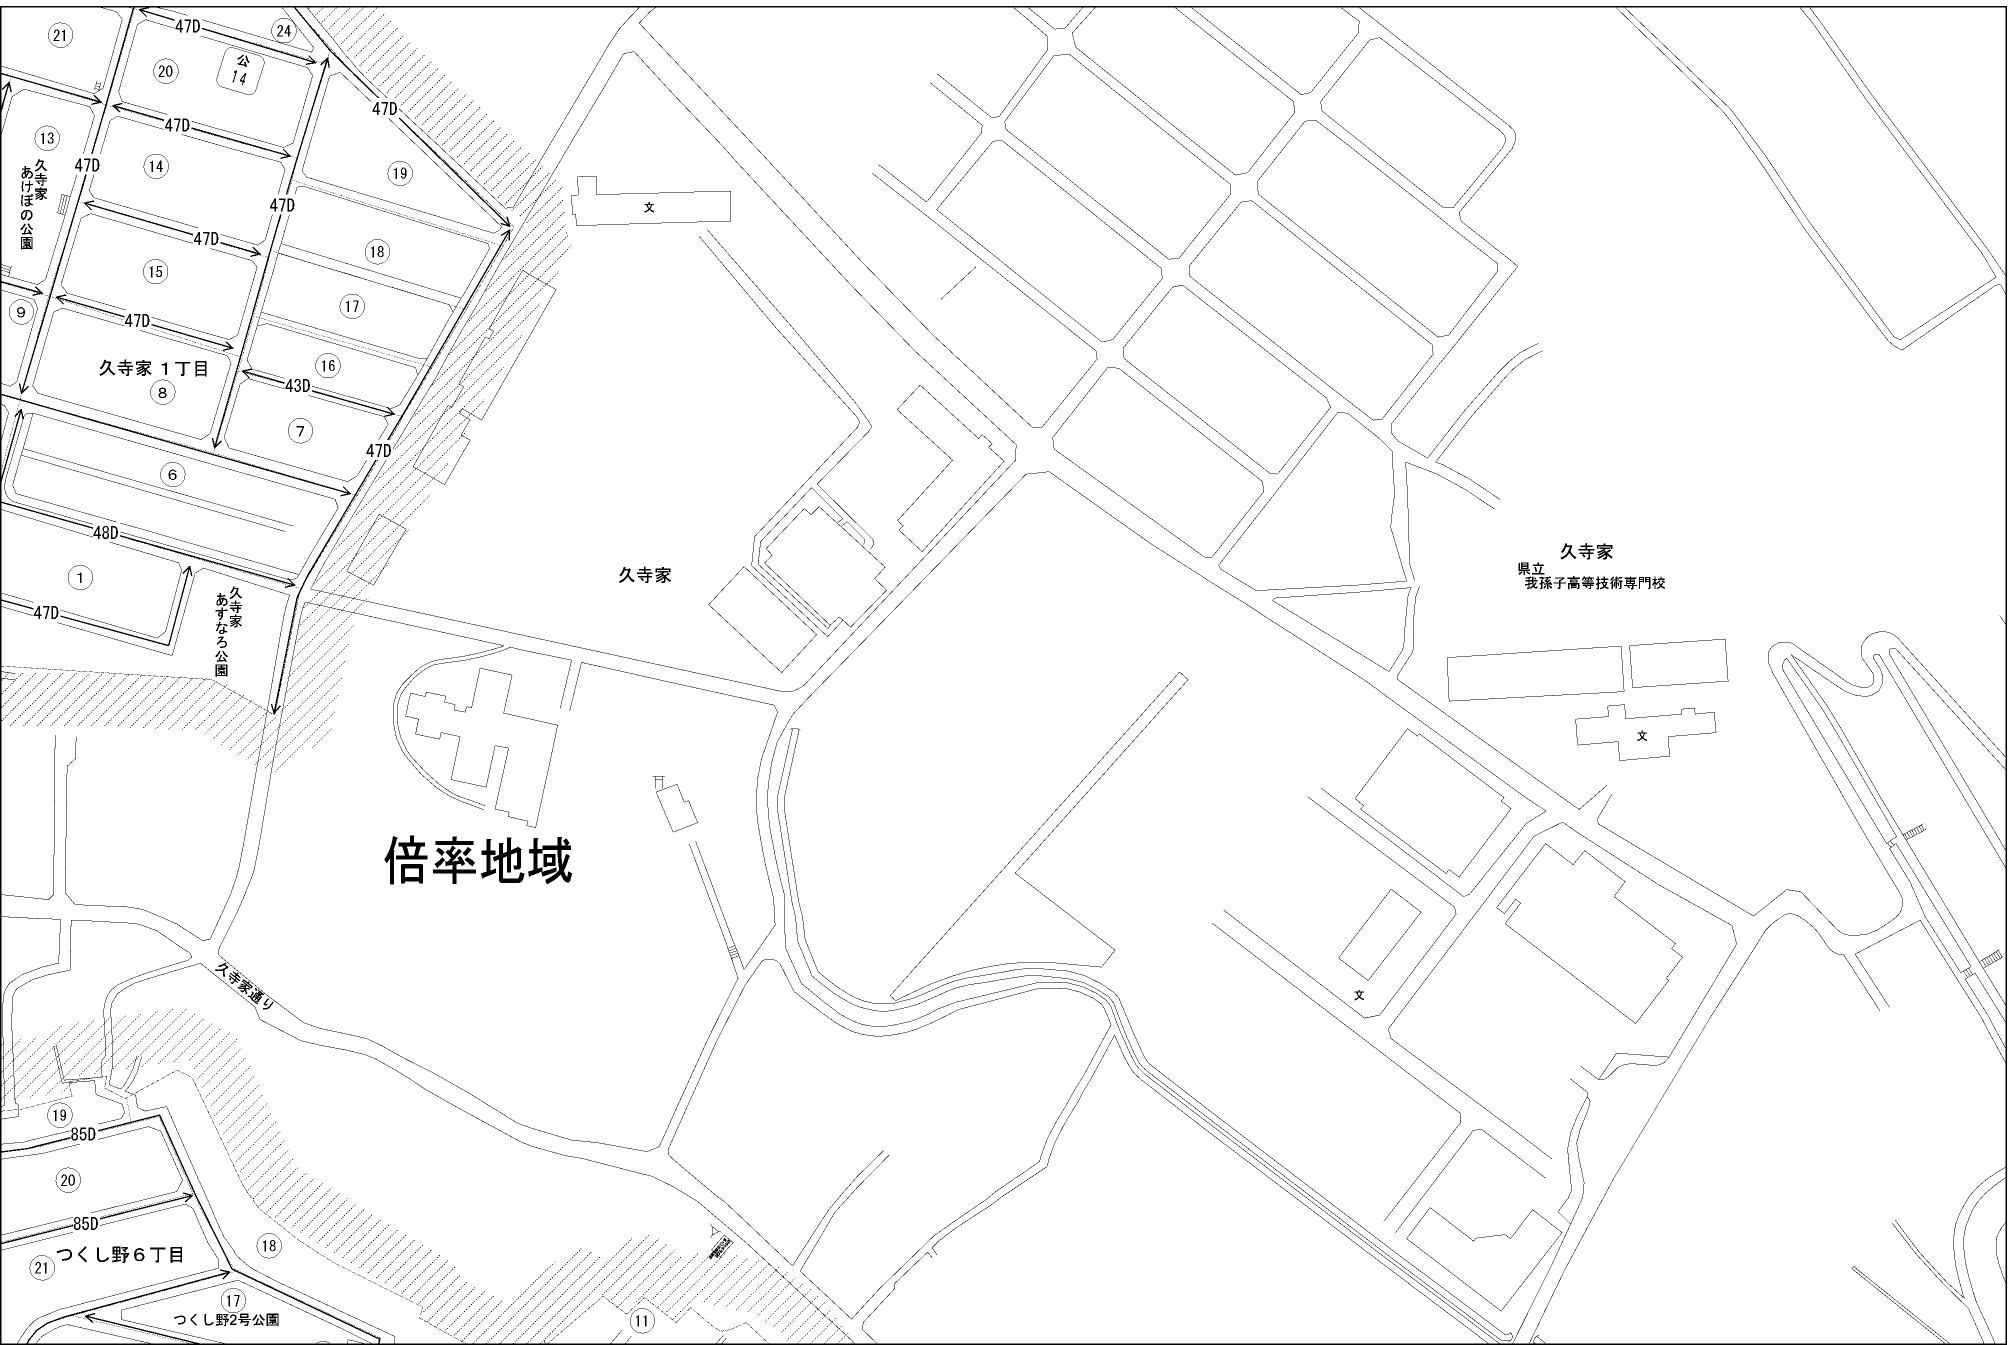 21
47D
24
20
公
14
47D
13
47D
47D
19
14
久寺家
あけぼの公園
47D
文
47D
18
15
9
17
47D
久寺家 1丁目
16
8
43D
7
47D
6
48D
久寺家
久寺家
県立
我孫子高等技術専門校
1
47D
久寺家
あすなろ公園
文
倍率地域
久寺家通り
文
19
85D
20
85D
つくし野6丁目
18
21
17
つくし野2号公園
11